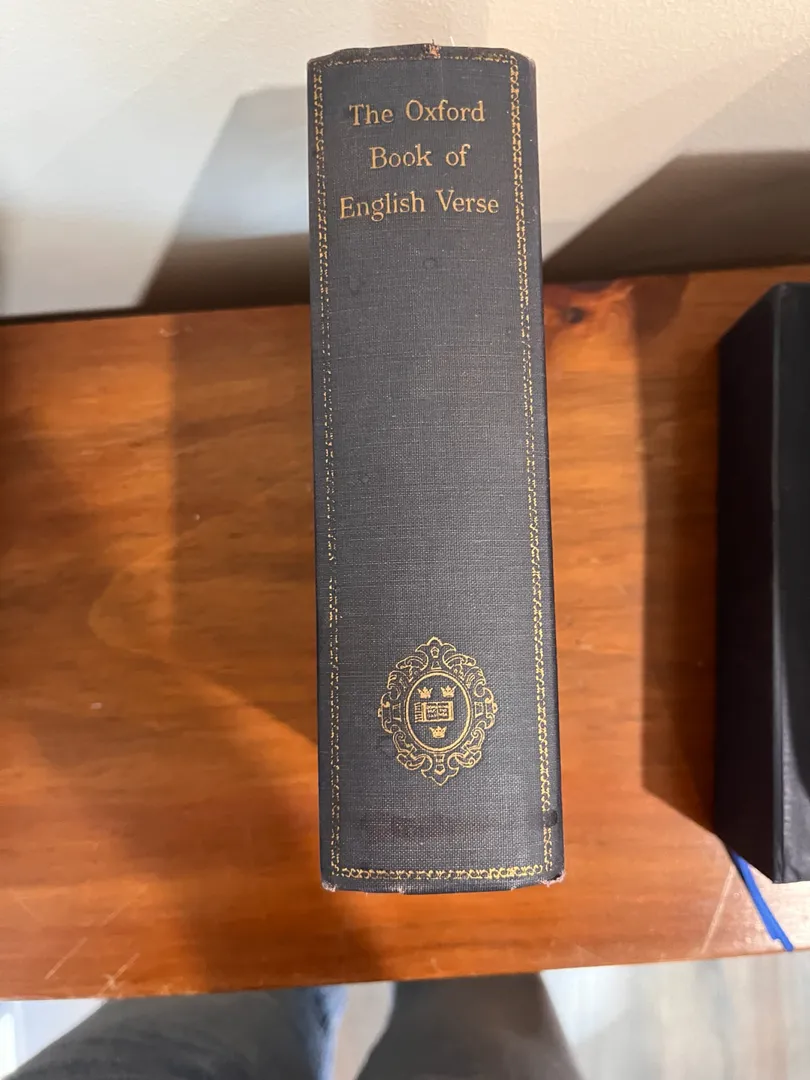 The Oxford
Book of
English Verse